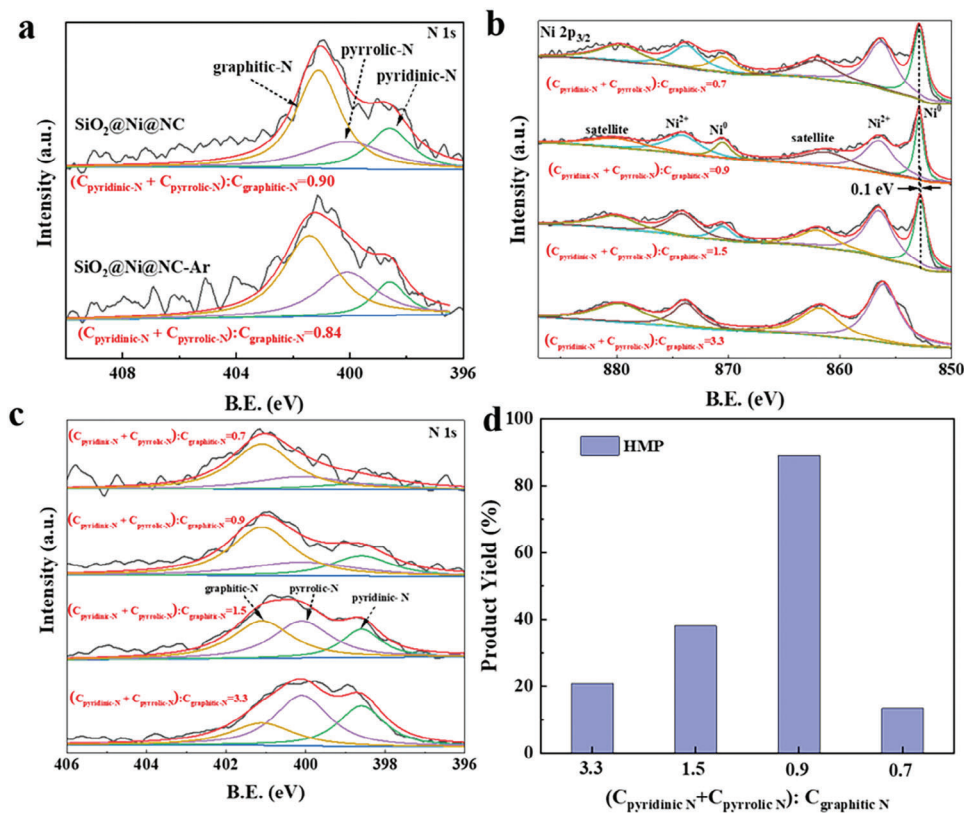 a
N 1s
graphitic-N
pyrrolic-N
pyridinic-N
SiO2@Ni@NC
(Cpyridinic-N + Cpyrrolic-N):Cgraphitic-N=0.90
SiO2@Ni@NC-Ar
(Cpyridinic-N + Cpyrrolic-N):Cgraphitic-N=0.84
Intensity (a.u.)
408 404 400 396
B.E. (eV)
b
Ni 2p3/2
(Cpyridinic-N + Cpyrrolic-N):Cgraphitic-N=0.7
satellite Ni2+ Ni0 satellite Ni2+ Ni0
(Cpyridinic-N + Cpyrrolic-N):Cgraphitic-N=0.9
0.1 eV
(Cpyridinic-N + Cpyrrolic-N):Cgraphitic-N=1.5
(Cpyridinic-N + Cpyrrolic-N):Cgraphitic-N=3.3
Intensity (a.u.)
880 870 860 850
B.E. (eV)
c
N 1s
(Cpyridinic-N + Cpyrrolic-N):Cgraphitic-N=0.7
(Cpyridinic-N + Cpyrrolic-N):Cgraphitic-N=0.9
graphitic-N pyrrolic-N pyridinic- N
(Cpyridinic-N + Cpyrrolic-N):Cgraphitic-N=1.5
(Cpyridinic-N + Cpyrrolic-N):Cgraphitic-N=3.3
Intensity (a.u.)
406 404 402 400 398 396
B.E. (eV)
d
HMP
Product Yield (%)
100
80
60
40
20
0
3.3 1.5 0.9 0.7
(Cpyridinic N+Cpyrrolic N): Cgraphitic N